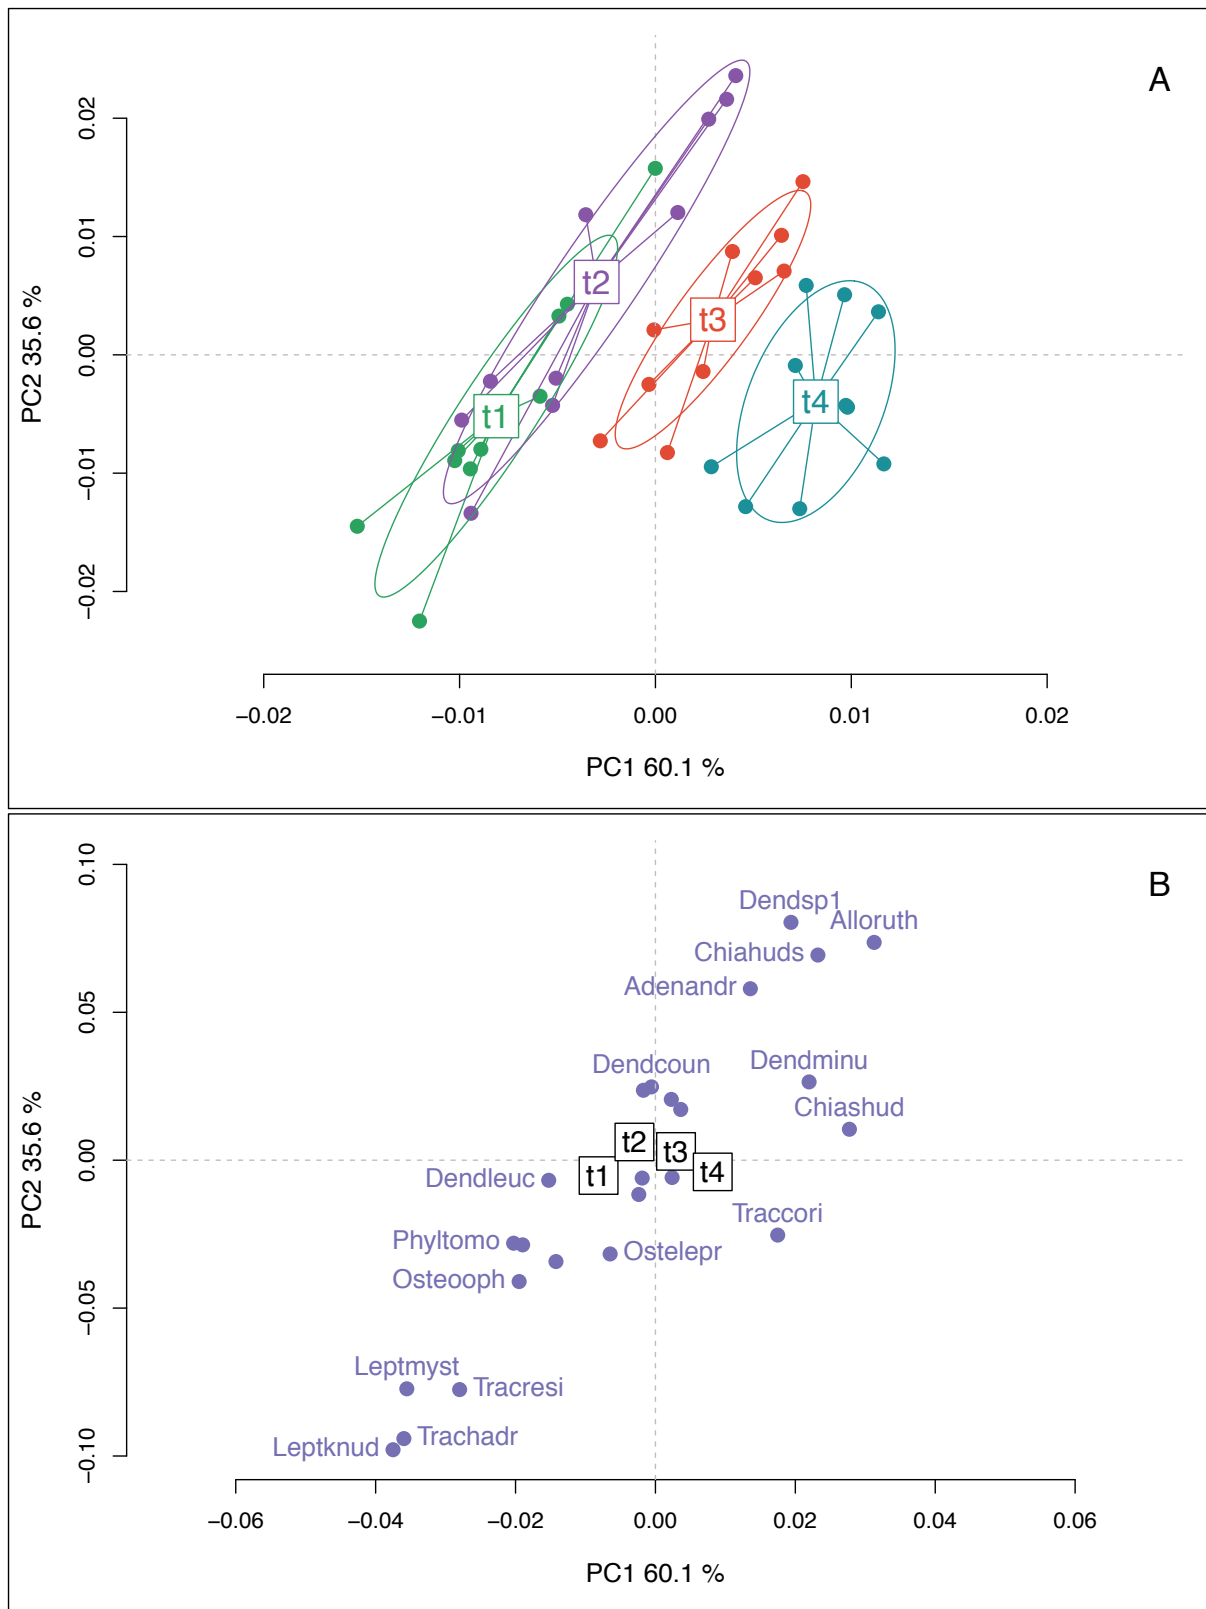 A
0.02
0.01
0.00
−0.01
−0.02
PC2 35.6 %
t2
t3
t1
t4
−0.02 −0.01 0.00 0.01 0.02
PC1 60.1 %
B
0.10
0.05
0.00
−0.05
−0.10
PC2 35.6 %
Dendsp1
Alloruth
Chiahuds
Adenandr
Dendcoun
Dendminu
Chiashud
t2
t3
t1
t4
Dendleuc
Traccori
Phyltomo
Ostelepr
Osteooph
Leptmyst
Tracresi
Trachadr
Leptknud
−0.06 −0.04 −0.02 0.00 0.02 0.04 0.06
PC1 60.1 %